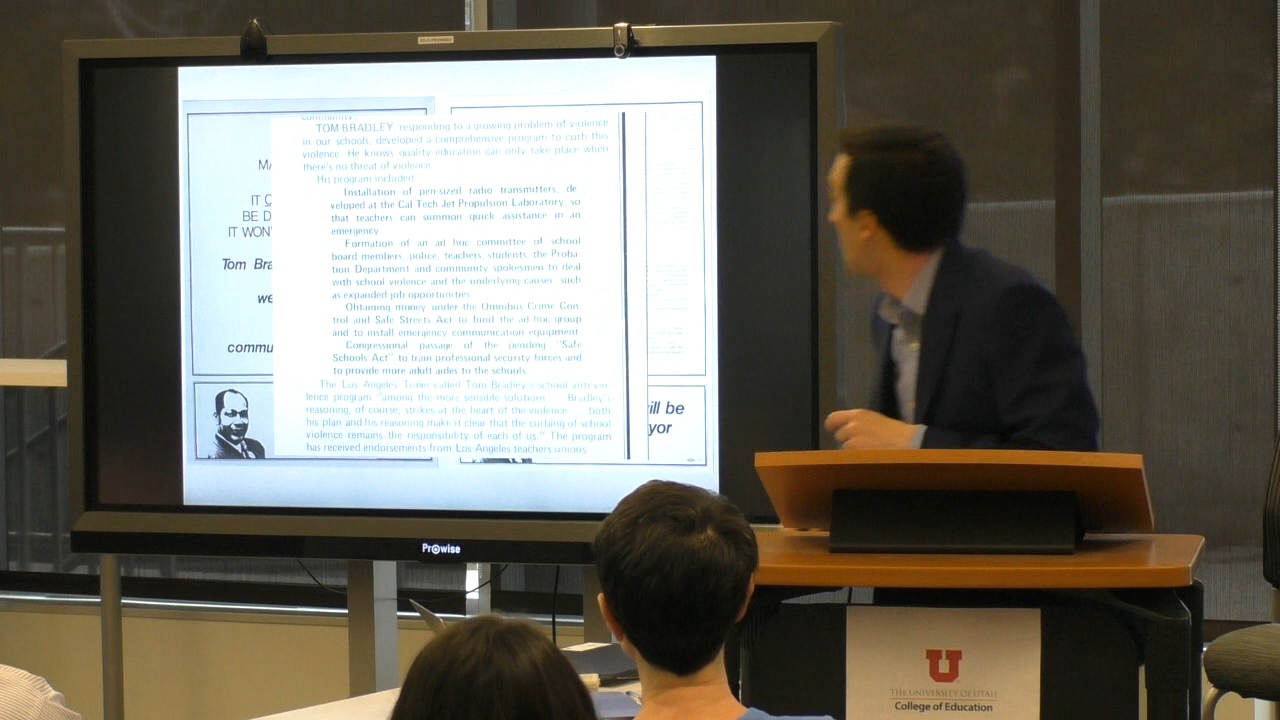 community.
TOM BRADLEY, responding to a growing problem of violence
in our schools, developed a comprehensive program to curb this
violence. He knows quality education can only take place when
there's no threat of violence.
His program included:
Installation of pen-sized radio transmitters, de
veloped at the Cal Tech Jet Propulsion Laboratory, so
that teachers can summon quick assistance in an
emergency.
Formation of an ad hoc committee of school
board members, police, teachers, students, the Proba
tion Department and community spokesmen to deal
with school violence and the underlying causes, such
as expanded job opportunities.
Obtaining money under the Omnibus Crime Con
trol and Safe Streets Act to fund the ad hoc group
and to install emergency communication equipment.
Congressional passage of the pending "Safe
Schools Act" to train professional security forces and
to provide more adult aides to the schools.
The Los Angeles Times called Tom Bradley's school anti-vio
lence program "among the more sensible solutions . . . Bradley's
reasoning, of course, strikes at the heart of the violence . . . both
his plan and his reasoning make it clear that the curbing of school
violence remains the responsibility of each of us." The program
has received endorsements from Los Angeles teachers unions.
MA
IT C
BE D
IT WON'
Tom Bra
we
commu
ill be
yor
Prowise
U
THE UNIVERSITY OF UTAH
College of Education